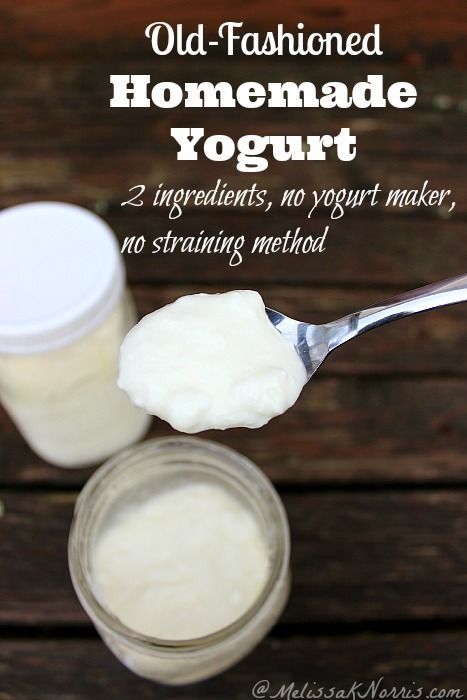 Old-Fashioned
Homemade
Yogurt
2 ingredients, no yogurt maker,
no straining method
@MelissaKNorris.com